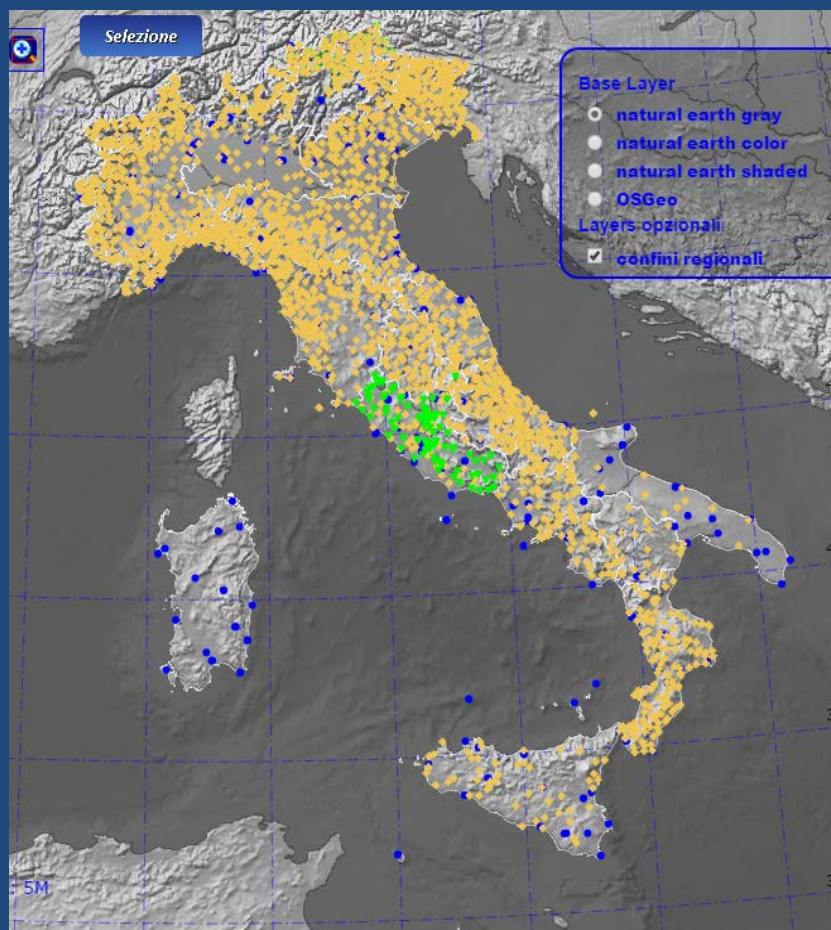 Selezione
Base Layer
natural earth gray
natural earth color
natural earth shaded
OSGeo
Layers opzionali
confini regionali
5M